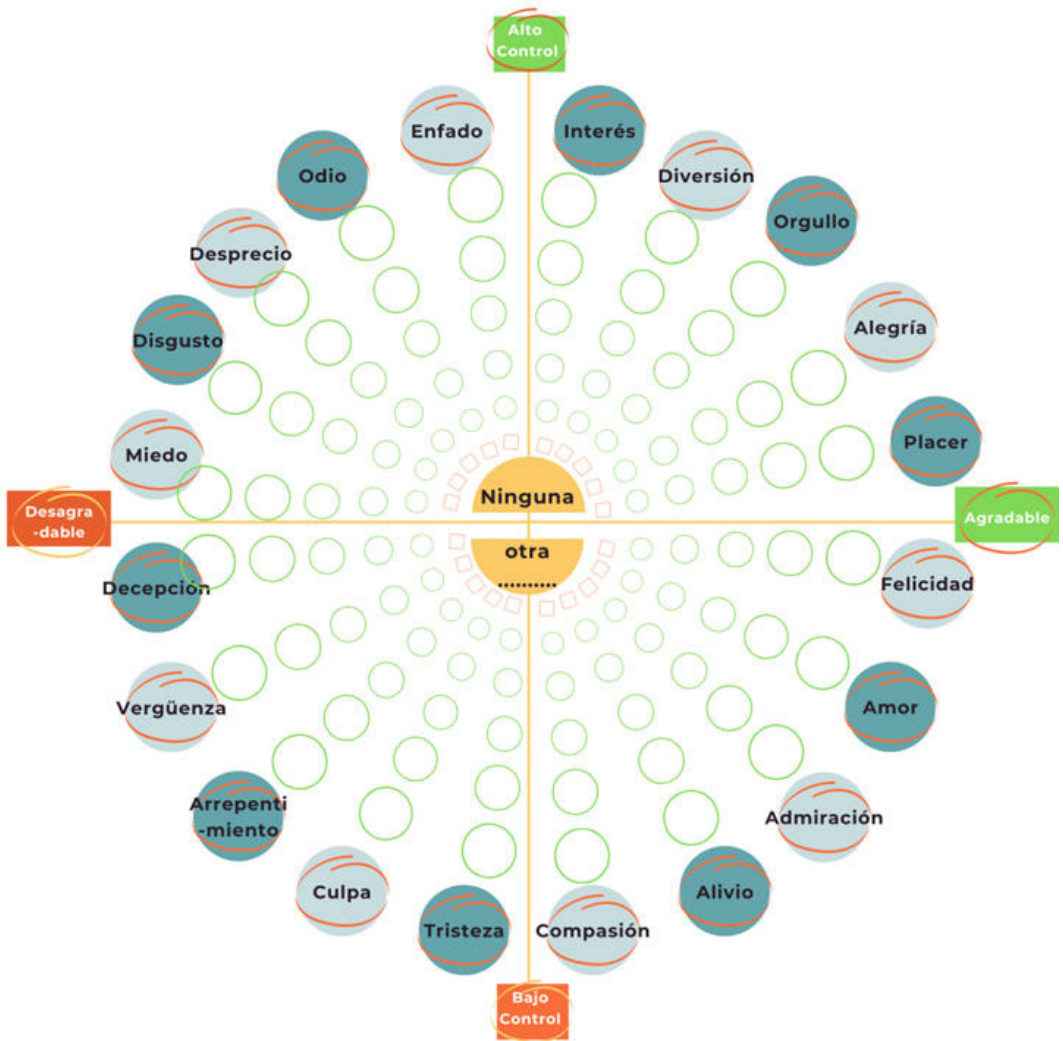 Alto
Control
Enfado
Interés
Odio
Diversión
Orgullo
Desprecio
Alegría
Disgusto
Placer
Miedo
Ninguna
Desagra
-dable
Agradable
otra
..........
Decepción
Felicidad
Vergüenza
Amor
Arrepenti
-miento
Admiración
Culpa
Alivio
Tristeza
Compasión
Bajo
Control